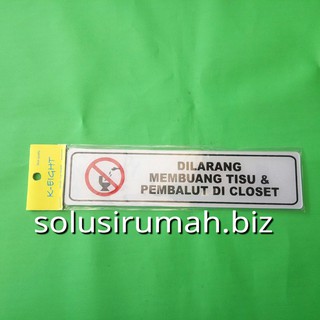 K-EIGHT
DILARANG
MEMBUANG TISU &
PEMBALUT DI CLOSET
solusirumah.biz